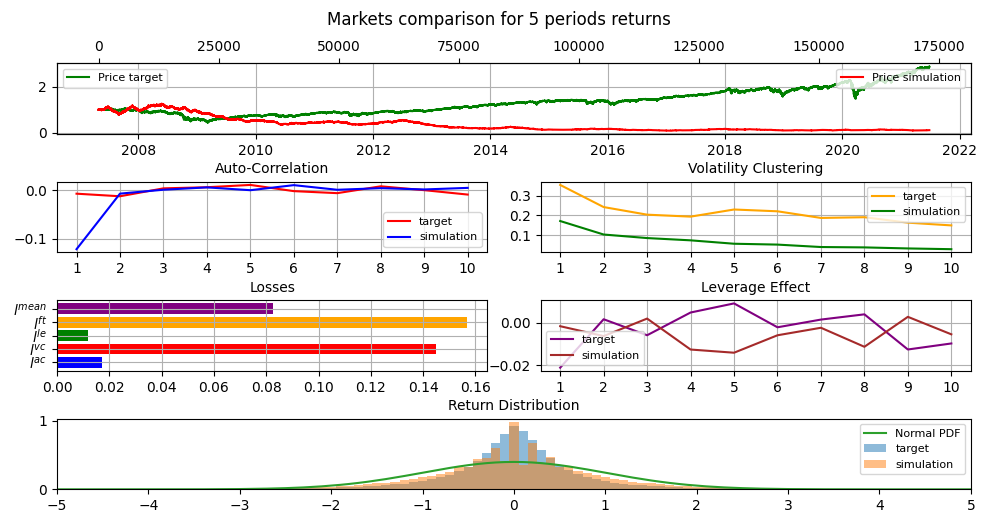 Markets comparison for 5 periods returns
0 25000 50000 75000 100000 125000 150000 175000
Price target
Price simulation
2
0
2008 2010 2012 2014 2016 2018 2020 2022
Auto-Correlation
0.0
−0.1
target
simulation
1 2 3 4 5 6 7 8 9 10
Volatility Clustering
0.3
0.2
0.1
target
simulation
1 2 3 4 5 6 7 8 9 10
Losses
l^mean
l^ft
l^le
l^vc
l^ac
0.00 0.02 0.04 0.06 0.08 0.10 0.12 0.14 0.16
Leverage Effect
0.00
−0.02
target
simulation
1 2 3 4 5 6 7 8 9 10
Return Distribution
1
0
Normal PDF
target
simulation
−5 −4 −3 −2 −1 0 1 2 3 4 5